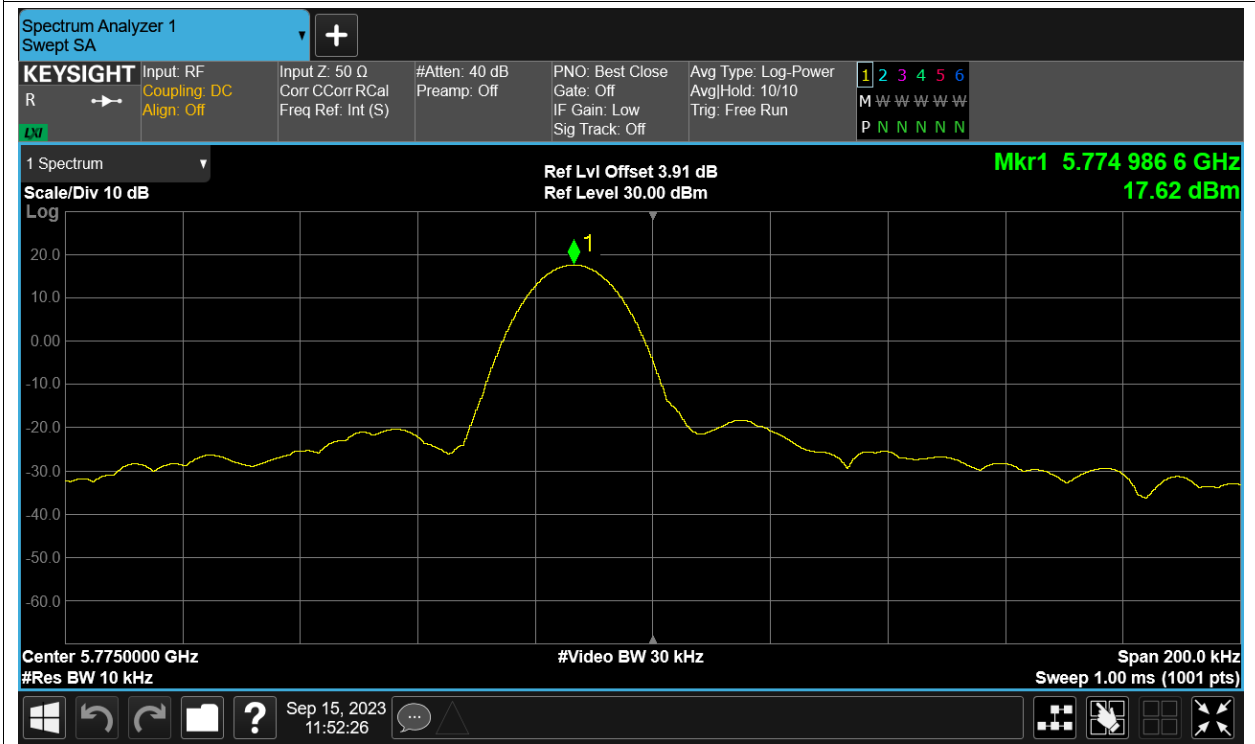 Spectrum Analyzer 1
Swept SA
KEYSIGHT
R
LXI
Input: RF
Coupling: DC
Align: Off
Input Z: 50 Ω
Corr CCorr RCal
Freq Ref: Int (S)
#Atten: 40 dB
Preamp: Off
PNO: Best Close
Gate: Off
IF Gain: Low
Sig Track: Off
Avg Type: Log-Power
Avg|Hold: 10/10
Trig: Free Run
1 2 3 4 5 6
M W W W W W
P N N N N N
1 Spectrum
Scale/Div 10 dB
Log
Ref Lvl Offset 3.91 dB
Ref Level 30.00 dBm
Mkr1 5.774 986 6 GHz
17.62 dBm
1
20.0
10.0
0.00
-10.0
-20.0
-30.0
-40.0
-50.0
-60.0
Center 5.7750000 GHz
#Res BW 10 kHz
#Video BW 30 kHz
Span 200.0 kHz
Sweep 1.00 ms (1001 pts)
?
Sep 15, 2023
11:52:26